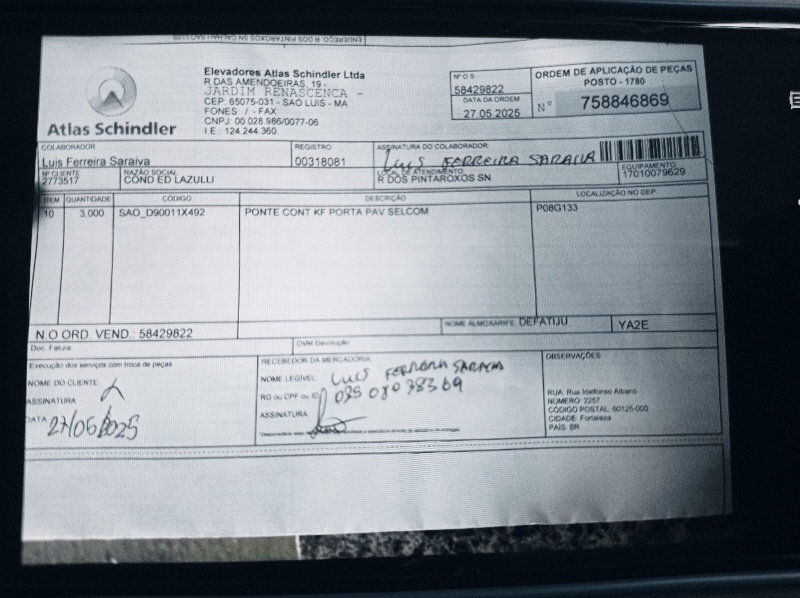 ENDEREÇO R DOS PINTAROXOS SN
Atlas Schindler
Elevadores Atlas Schindler Ltda
R DAS AMENDOEIRAS, 19 -
JARDIM RENASCENCA -
CEP: 65075-031 - SAO LUIS - MA
FONES: / - FAX:
CNPJ: 00.028.986/0077-06
I.E.: 124.244.360
Nº O.S.
58429822
DATA DA ORDEM
27.05.2025
ORDEM DE APLICAÇÃO DE PEÇAS
POSTO - 1780
Nº 758846869
COLABORADOR
Luis Ferreira Saraiva
REGISTRO
00318081
ASSINATURA DO COLABORADOR
LUIS FERREIRA SARAIVA
Nº CLIENTE
2773517
RAZÃO SOCIAL
COND ED LAZULLI
LOCAL DE ATENDIMENTO
R DOS PINTAROXOS SN
EQUIPAMENTO
17010079629
ITEM QUANTIDADE CÓDIGO DESCRIÇÃO LOCALIZAÇÃO NO DEP.
10 3,000 SAO_D90011X492 PONTE CONT KF PORTA PAV SELCOM P08G133
N.O ORD. VEND.: 58429822
NOME ALMOXARIFE: DEFATIJU YA2E
Doc. Fatura
OVM Devolução
Execução dos serviços com troca de peças
NOME DO CLIENTE
ASSINATURA
DATA 27/05/2025
RECEBEDOR DA MERCADORIA
NOME LEGÍVEL LUIS FERREIRA SARAIVA
RG ou CPF ou ID
ASSINATURA
OBSERVAÇÕES
RUA: Rua Ildefonso Albano
NÚMERO: 2257
CÓDIGO POSTAL: 60125-000
CIDADE: Fortaleza
PAÍS: BR